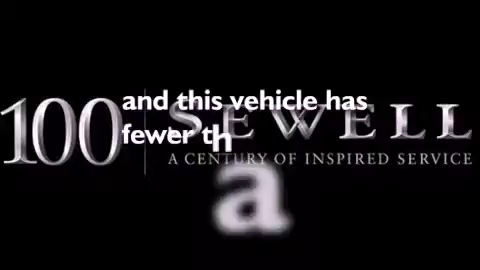 and this vehicle has
fewer th
a
100 SEWELL
A CENTURY OF INSPIRED SERVICE